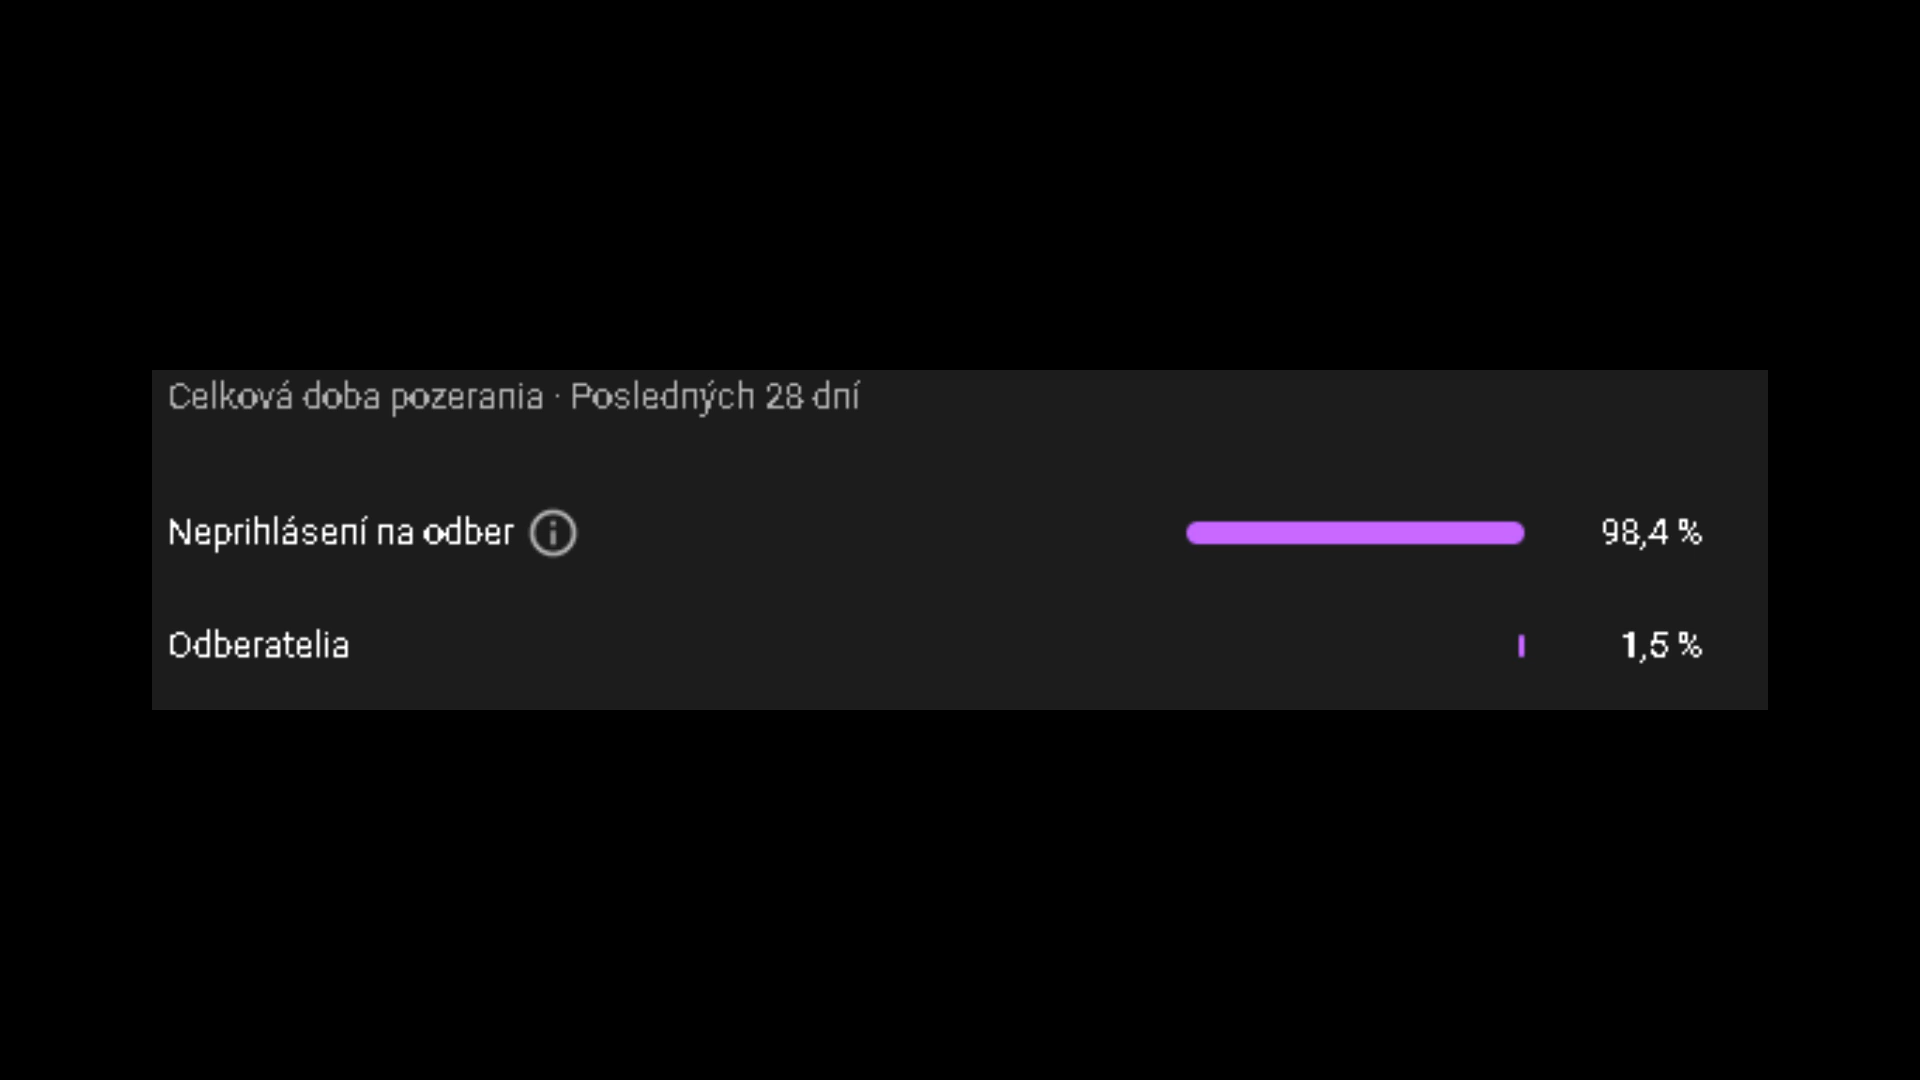 Celková doba pozerania · Posledných 28 dní
Neprihlásení na odber 98,4 %
Odberatelia 1,5 %